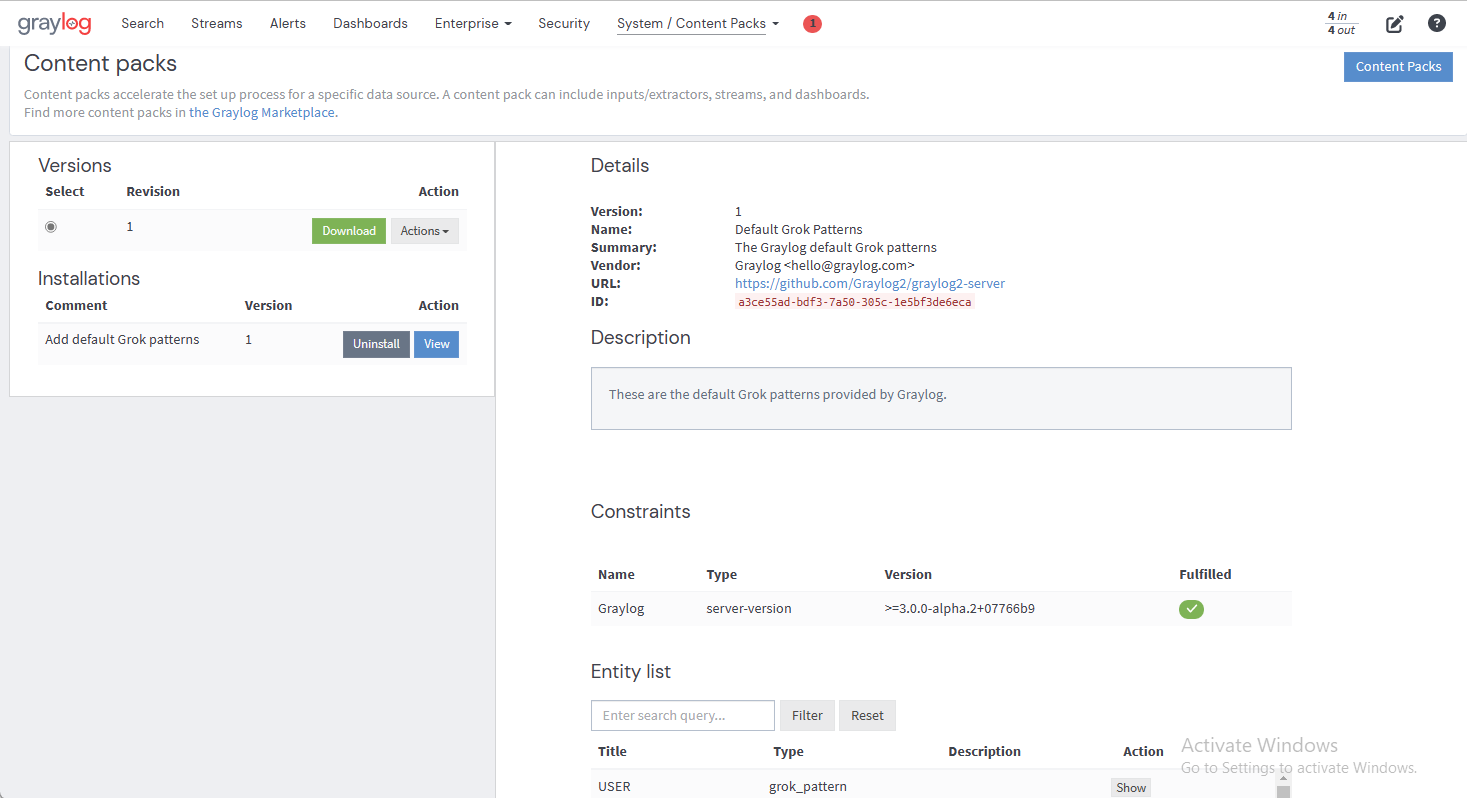 graylog Search Streams Alerts Dashboards Enterprise Security System / Content Packs 1 4 in ?
4 out
Content packs
Content Packs
Content packs accelerate the set up process for a specific data source. A content pack can include inputs/extractors, streams, and dashboards.
Find more content packs in the Graylog Marketplace.
Versions
Select Revision Action
1 Download Actions
Installations
Comment Version Action
Add default Grok patterns 1 Uninstall View
Details
Version: 1
Name: Default Grok Patterns
Summary: The Graylog default Grok patterns
Vendor: Graylog <hello@graylog.com>
URL: https://github.com/Graylog2/graylog2-server
ID: a3ce55ad-bdf3-7a50-305c-1e5bf3de6eca
Description
These are the default Grok patterns provided by Graylog.
Constraints
Name Type Version Fulfilled
Graylog server-version >=3.0.0-alpha.2+07766b9
Entity list
Enter search query... Filter Reset
Title Type Description Action
USER grok_pattern Show
Activate Windows
Go to Settings to activate Windows.